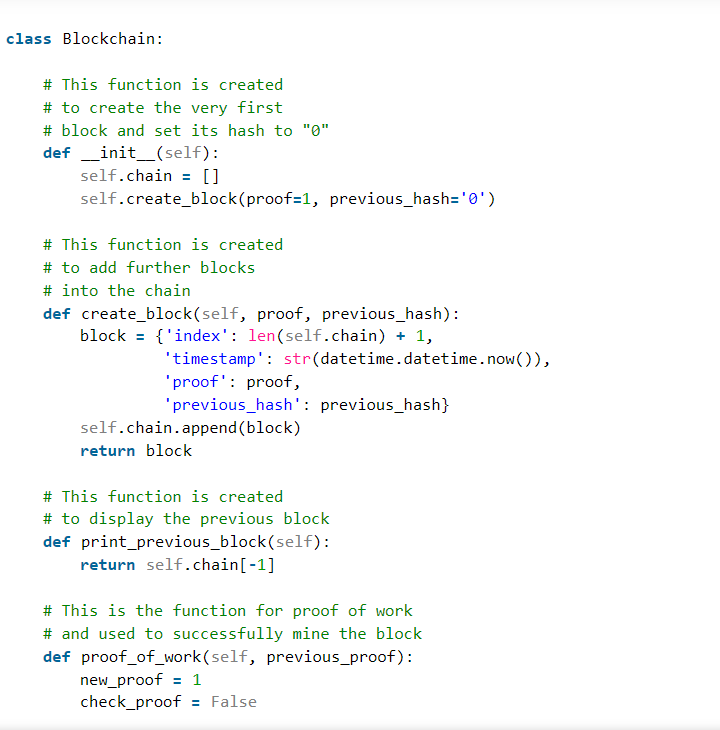 class Blockchain:
# This function is created
# to create the very first
# block and set its hash to "0"
def __init__(self):
self.chain = []
self.create_block(proof=1, previous_hash='0')
# This function is created
# to add further blocks
# into the chain
def create_block(self, proof, previous_hash):
block = {'index': len(self.chain) + 1,
'timestamp': str(datetime.datetime.now()),
'proof': proof,
'previous_hash': previous_hash}
self.chain.append(block)
return block
# This function is created
# to display the previous block
def print_previous_block(self):
return self.chain[-1]
# This is the function for proof of work
# and used to successfully mine the block
def proof_of_work(self, previous_proof):
new_proof = 1
check_proof = False